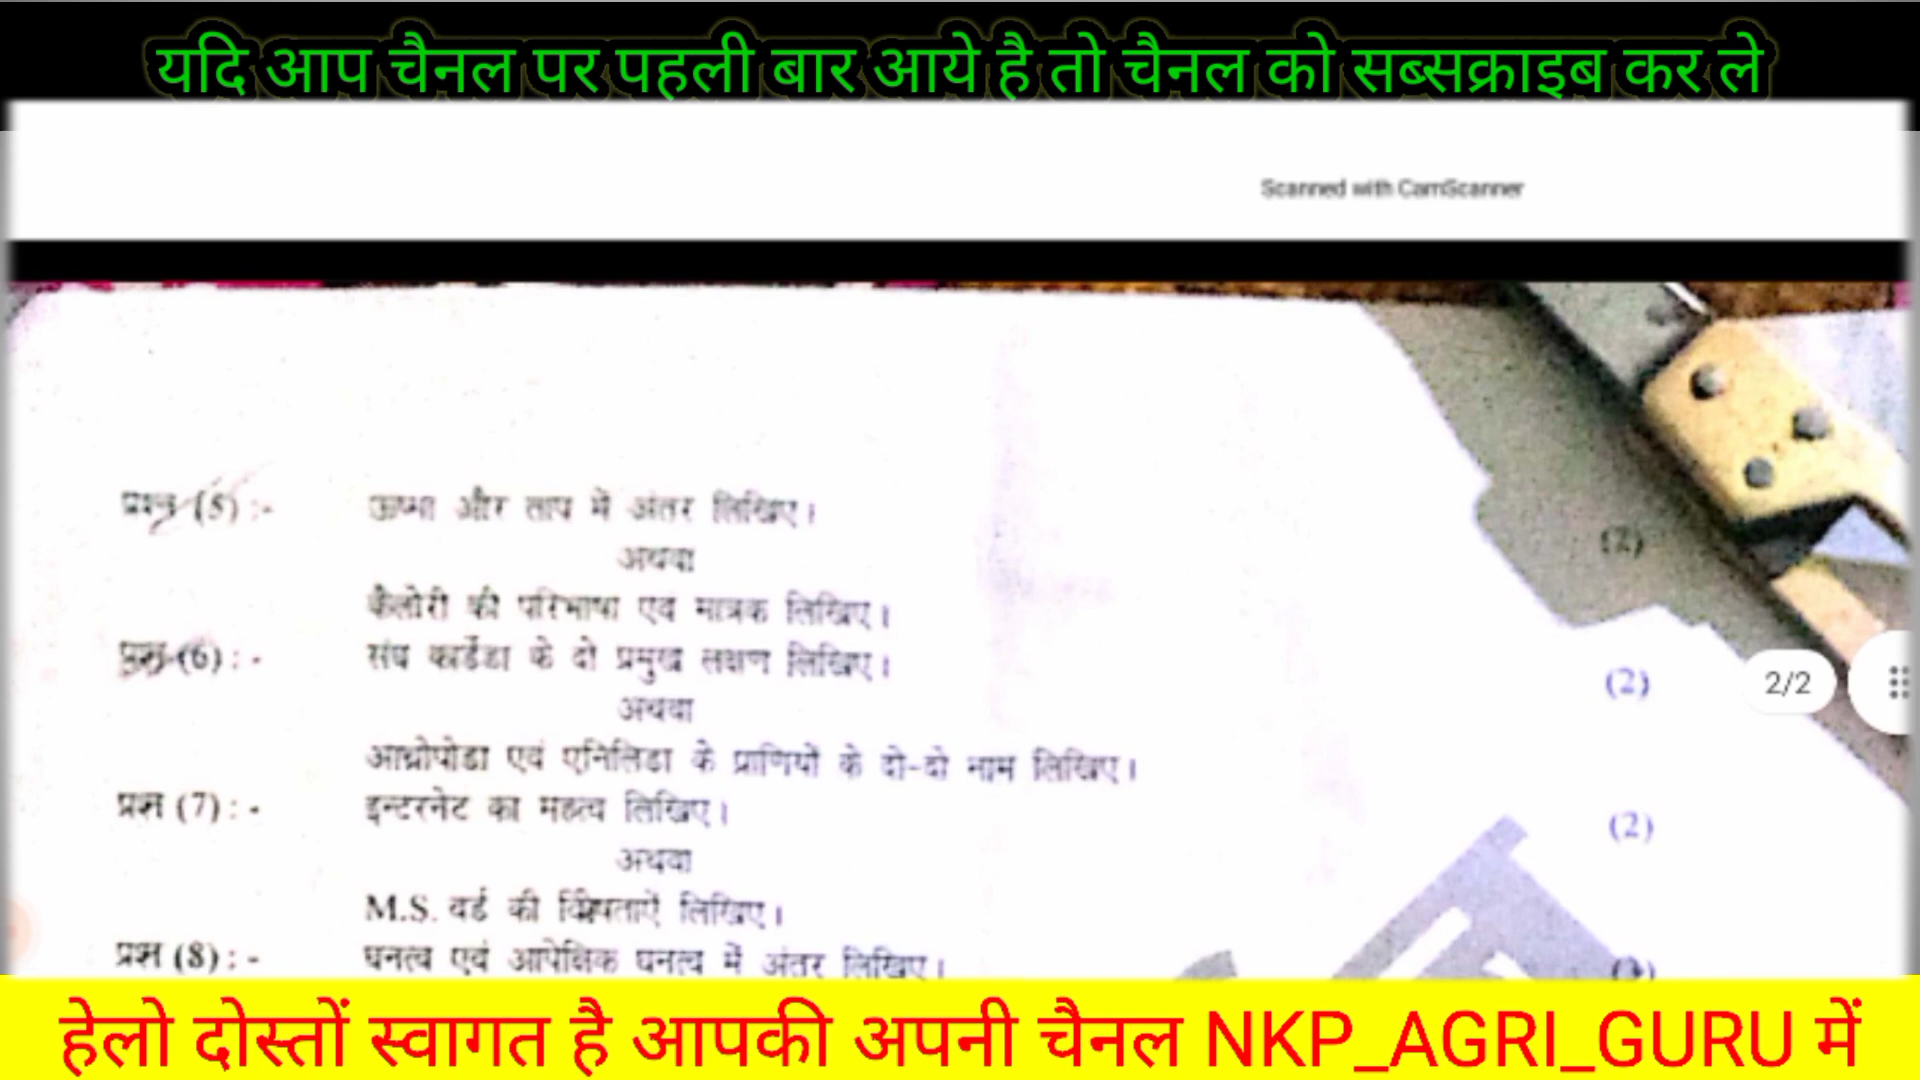 यदि आप चैनल पर पहली बार आये है तो चैनल को सब्सक्राइब कर ले
Scanned with CamScanner
प्रश्न (5) :- ऊष्मा और ताप में अंतर लिखिए। (2)
अथवा
कैलोरी की परिभाषा एवं मात्रक लिखिए।
प्रश्न (6) :- संघ कार्डेडा के दो प्रमुख लक्षण लिखिए। (2)
अथवा
आथ्रोपोडा एवं एनिलिडा के प्राणियों के दो-दो नाम लिखिए।
2/2
प्रश्न (7) :- इन्टरनेट का महत्व लिखिए। (2)
अथवा
M.S. वर्ड की विशेषताऐं लिखिए।
प्रश्न (8) :- घनत्व एवं आपेक्षिक घनत्व में अंतर लिखिए।
हेलो दोस्तों स्वागत है आपकी अपनी चैनल NKP_AGRI_GURU में